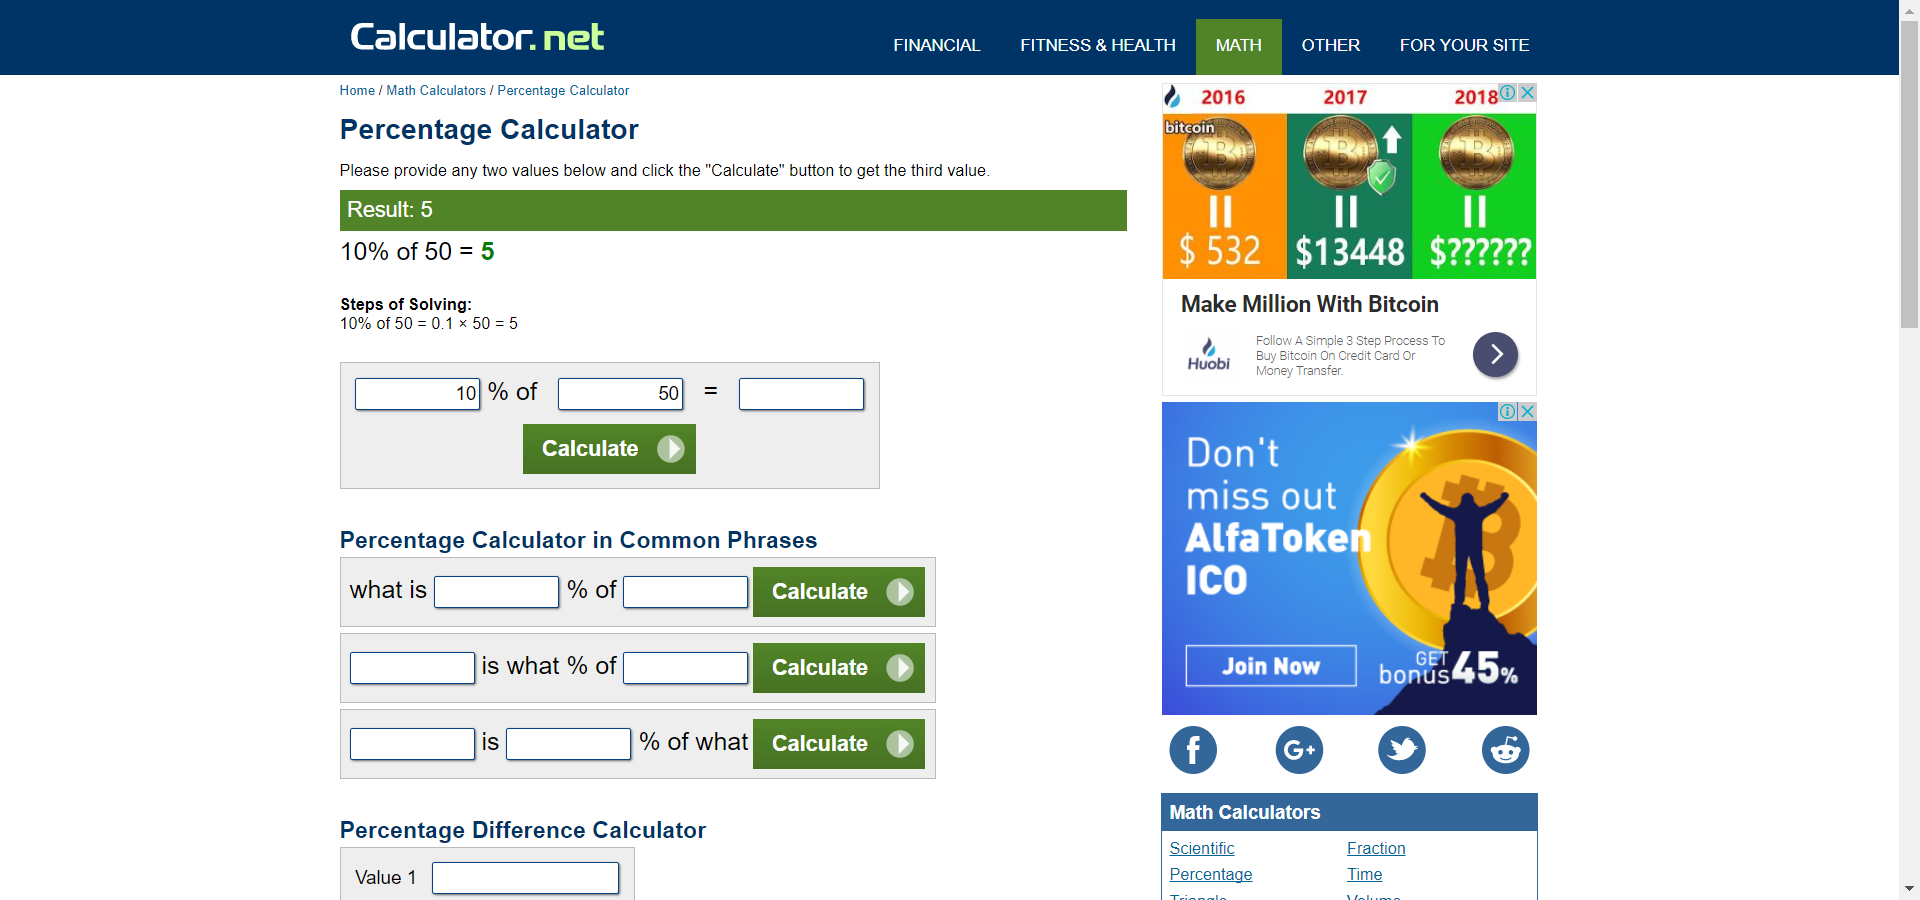 Calculator.net
FINANCIAL FITNESS & HEALTH MATH OTHER FOR YOUR SITE
Home / Math Calculators / Percentage Calculator
Percentage Calculator
Please provide any two values below and click the "Calculate" button to get the third value.
Result: 5
10% of 50 = 5
Steps of Solving:
10% of 50 = 0.1 × 50 = 5
10 % of 50 =
Calculate
Percentage Calculator in Common Phrases
what is % of Calculate
is what % of Calculate
is % of what Calculate
Percentage Difference Calculator
Value 1
2016 2017 2018
bitcoin
$ 532 $13448 $??????
Make Million With Bitcoin
Huobi
Follow A Simple 3 Step Process To
Buy Bitcoin On Credit Card Or
Money Transfer.
Don't
miss out
AlfaToken
ICO
Join Now
GET
bonus 45%
Math Calculators
Scientific Fraction
Percentage Time
Triangle Volume